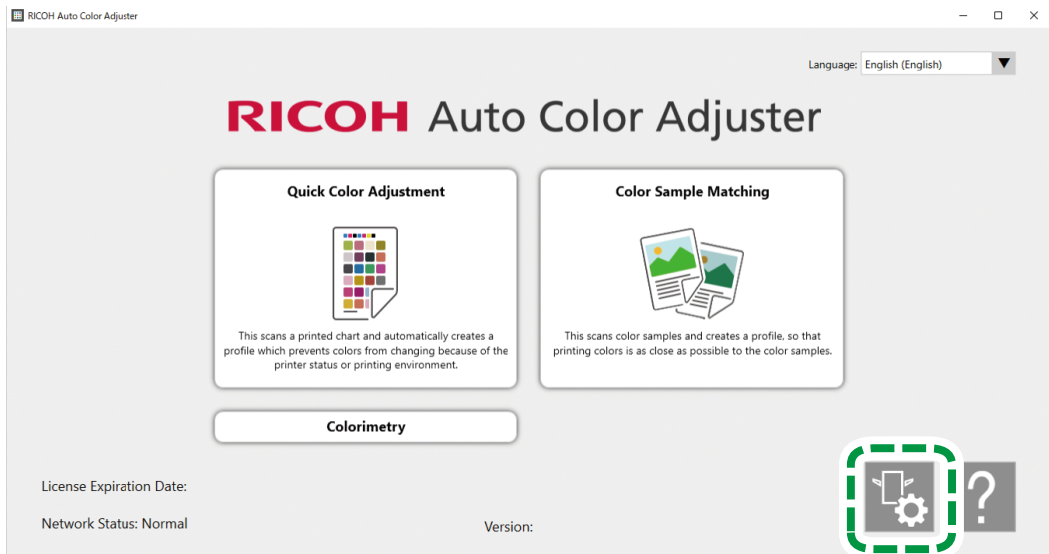 RICOH Auto Color Adjuster
Language: English (English)
RICOH Auto Color Adjuster
Quick Color Adjustment
This scans a printed chart and automatically creates a
profile which prevents colors from changing because of the
printer status or printing environment.
Color Sample Matching
This scans color samples and creates a profile, so that
printing colors is as close as possible to the color samples.
Colorimetry
License Expiration Date:
Network Status: Normal
Version:
?